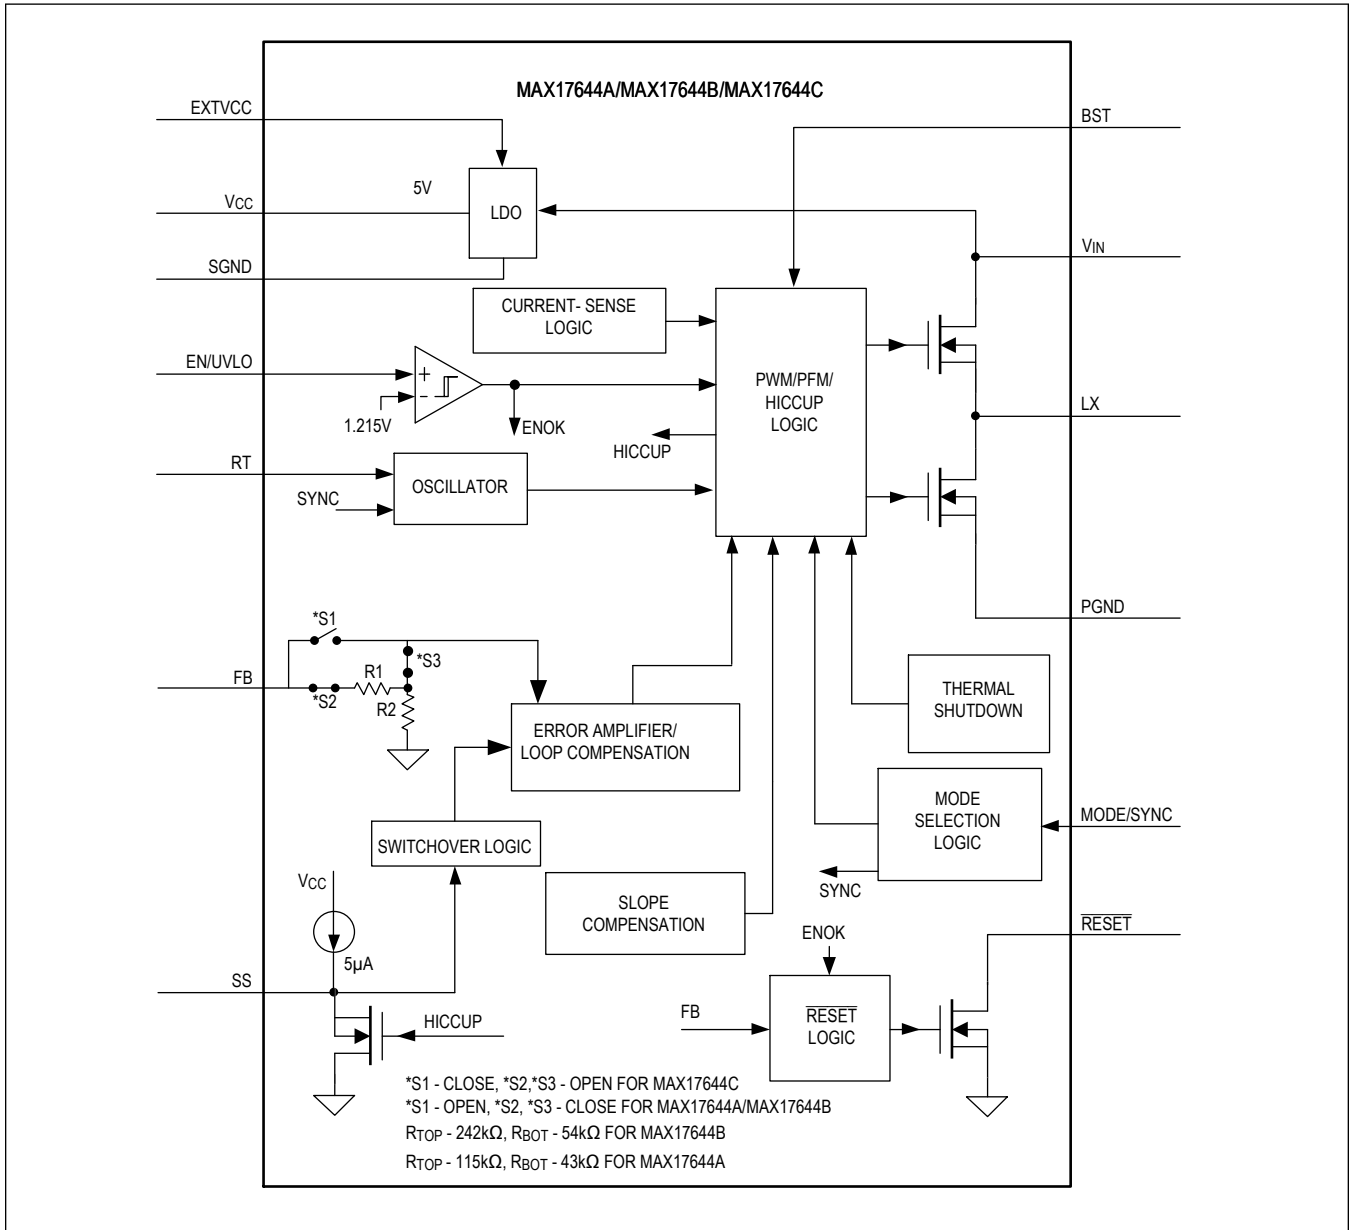 MAX17644A/MAX17644B/MAX17644C
EXTVCC
BST
5V
LDO
VCC
VIN
SGND
CURRENT- SENSE
LOGIC
EN/UVLO
+
-
1.215V
ENOK
PWM/PFM/
HICCUP
LOGIC
LX
HICCUP
RT
OSCILLATOR
SYNC
*S1
*S3
FB
R1
*S2
R2
PGND
THERMAL
SHUTDOWN
ERROR AMPLIFIER/
LOOP COMPENSATION
MODE
SELECTION
LOGIC
MODE/SYNC
SWITCHOVER LOGIC
SYNC
VCC
SLOPE
COMPENSATION
5µA
ENOK
RESET
SS
HICCUP
FB
RESET
LOGIC
*S1 - CLOSE, *S2,*S3 - OPEN FOR MAX17644C
*S1 - OPEN, *S2, *S3 - CLOSE FOR MAX17644A/MAX17644B
RTOP - 242kΩ, RBOT - 54kΩ FOR MAX17644B
RTOP - 115kΩ, RBOT - 43kΩ FOR MAX17644A